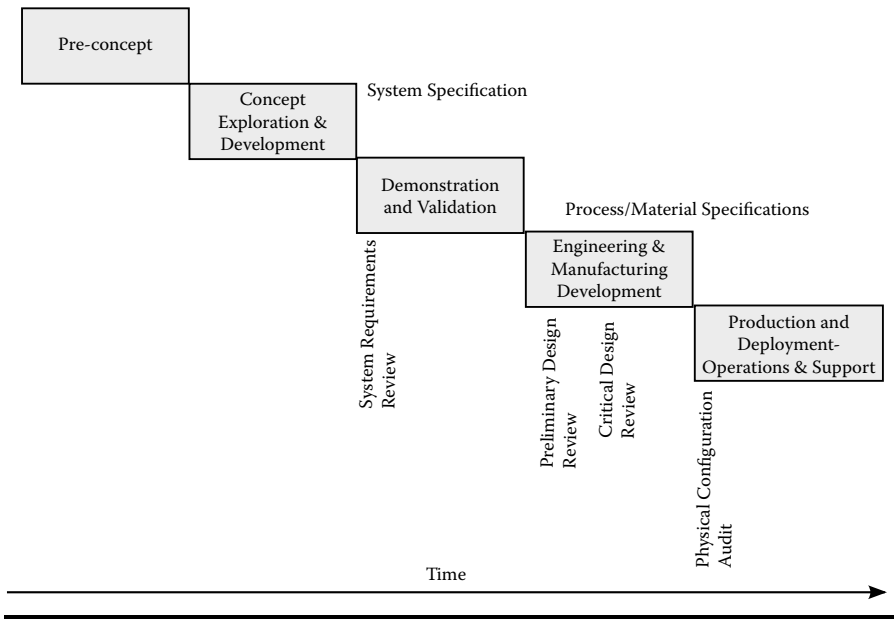 Pre-concept
Concept
Exploration &
Development
System Specification
Demonstration
and Validation
Process/Material Specifications
Engineering &
Manufacturing
Development
Production and
Deployment-
Operations & Support
System Requirements
Review
Preliminary Design
Review
Critical Design
Review
Physical Configuration
Audit
Time